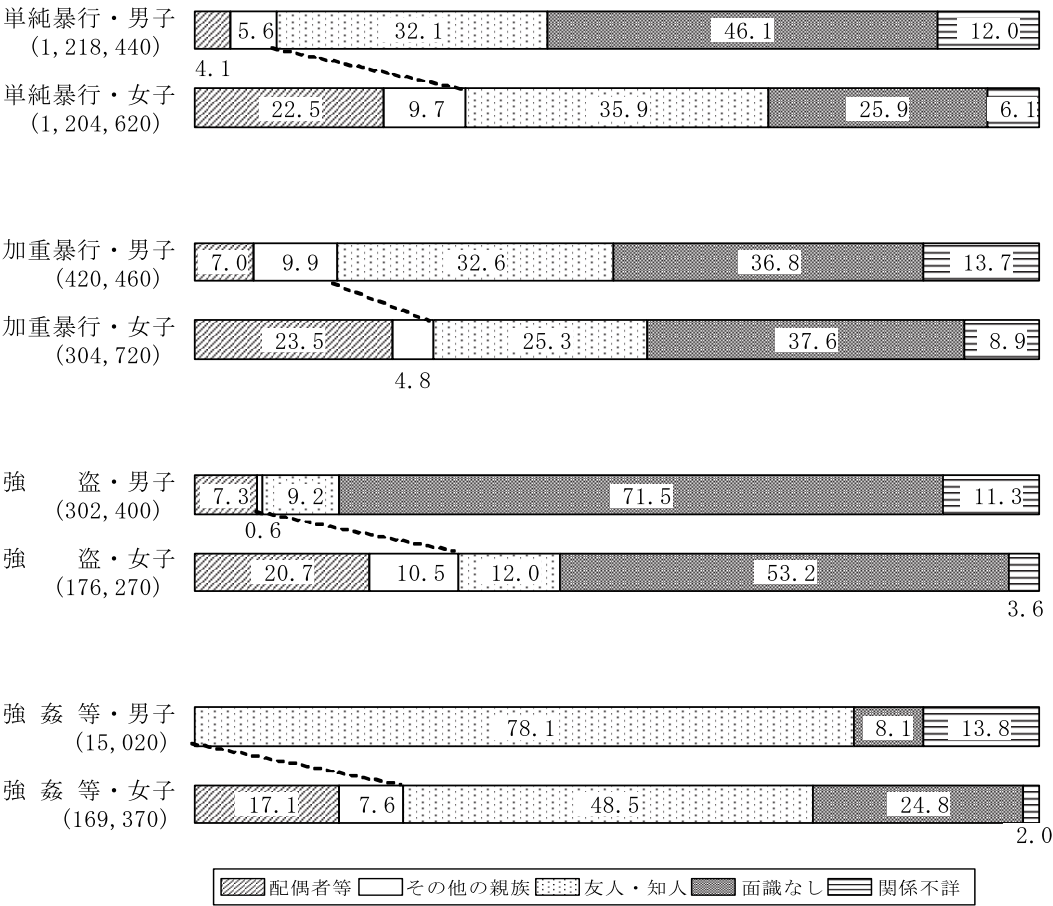 単純暴行・男子 5.6 32.1 46.1 12.0
(1,218,440)
4.1
単純暴行・女子 22.5 9.7 35.9 25.9 6.1
(1,204,620)
加重暴行・男子 7.0 9.9 32.6 36.8 13.7
(420,460)
加重暴行・女子 23.5 25.3 37.6 8.9
(304,720)
4.8
強 盗・男子 7.3 9.2 71.5 11.3
(302,400)
0.6
強 盗・女子 20.7 10.5 12.0 53.2
(176,270)
3.6
強 姦 等・男子 78.1 8.1 13.8
(15,020)
強 姦 等・女子 17.1 7.6 48.5 24.8
(169,370)
2.0
配偶者等 その他の親族 友人・知人 面識なし 関係不詳